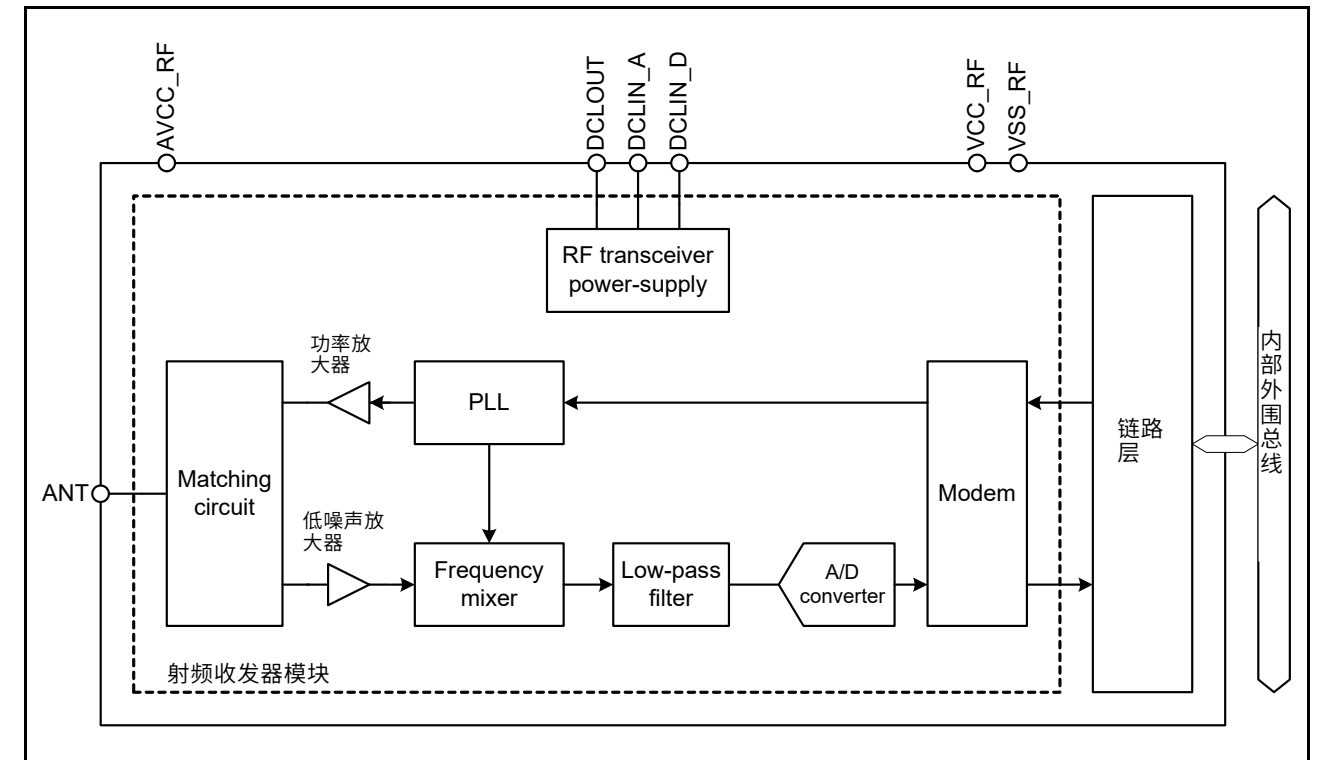 AVCC_RF
DCLOUT
DCLIN_A
DCLIN_D
VCC_RF
VSS_RF
RF transceiver
power-supply
功率放
大器
PLL
Matching
circuit
ANT
低噪声放
大器
Frequency
mixer
Low-pass
filter
A/D
converter
Modem
链路
层
内部外围总线
射频收发器模块